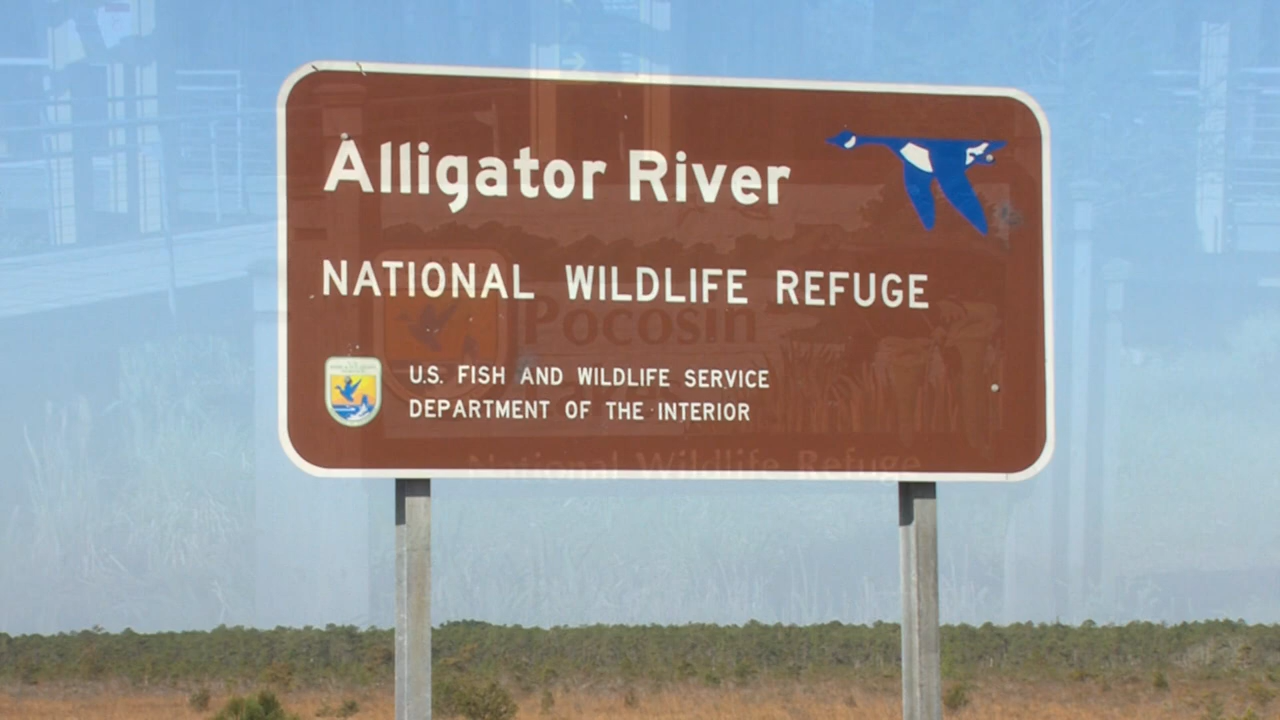 Alligator River
NATIONAL WILDLIFE REFUGE
Pocosin
U.S. FISH AND WILDLIFE SERVICE
DEPARTMENT OF THE INTERIOR
National Wildlife Refuge